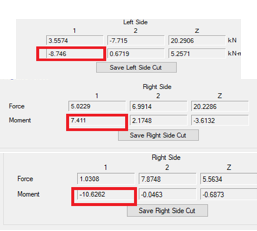 Left Side
1 2 Z
3.5574 -7.715 20.2906 kN
-8.746 0.6719 5.2571 kN-m
Save Left Side Cut
Right Side
1 2 Z
Force 5.0229 6.9914 20.2286
Moment 7.411 2.1748 -3.6132
Save Right Side Cut
Right Side
1 2 Z
Force 1.0308 7.8748 5.5634
Moment -10.6262 -0.0463 -0.6873
Save Right Side Cut